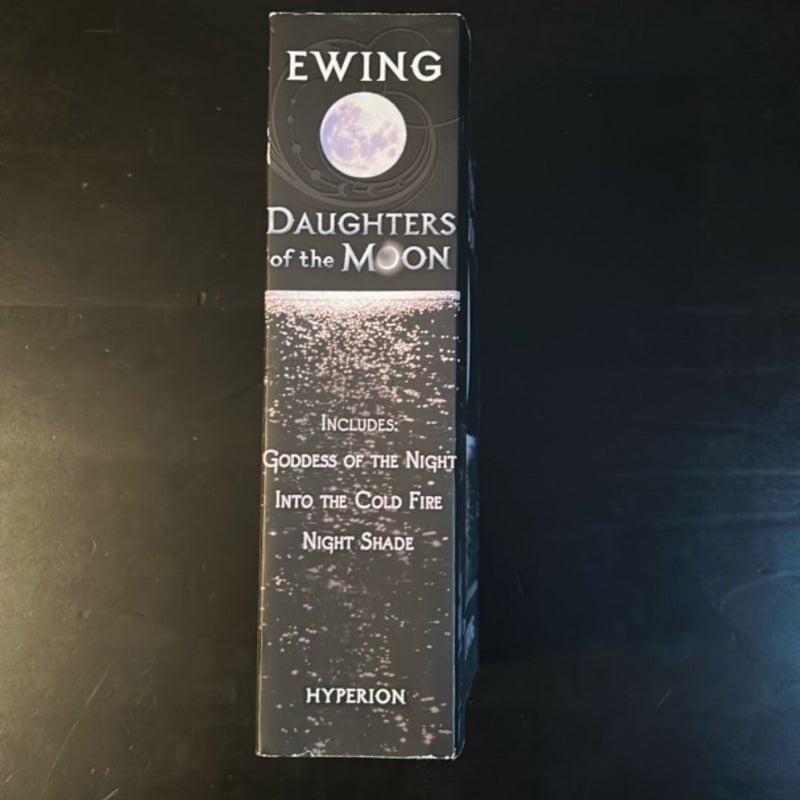 EWING
DAUGHTERS
of the MOON
INCLUDES:
GODDESS OF THE NIGHT
INTO THE COLD FIRE
NIGHT SHADE
HYPERION